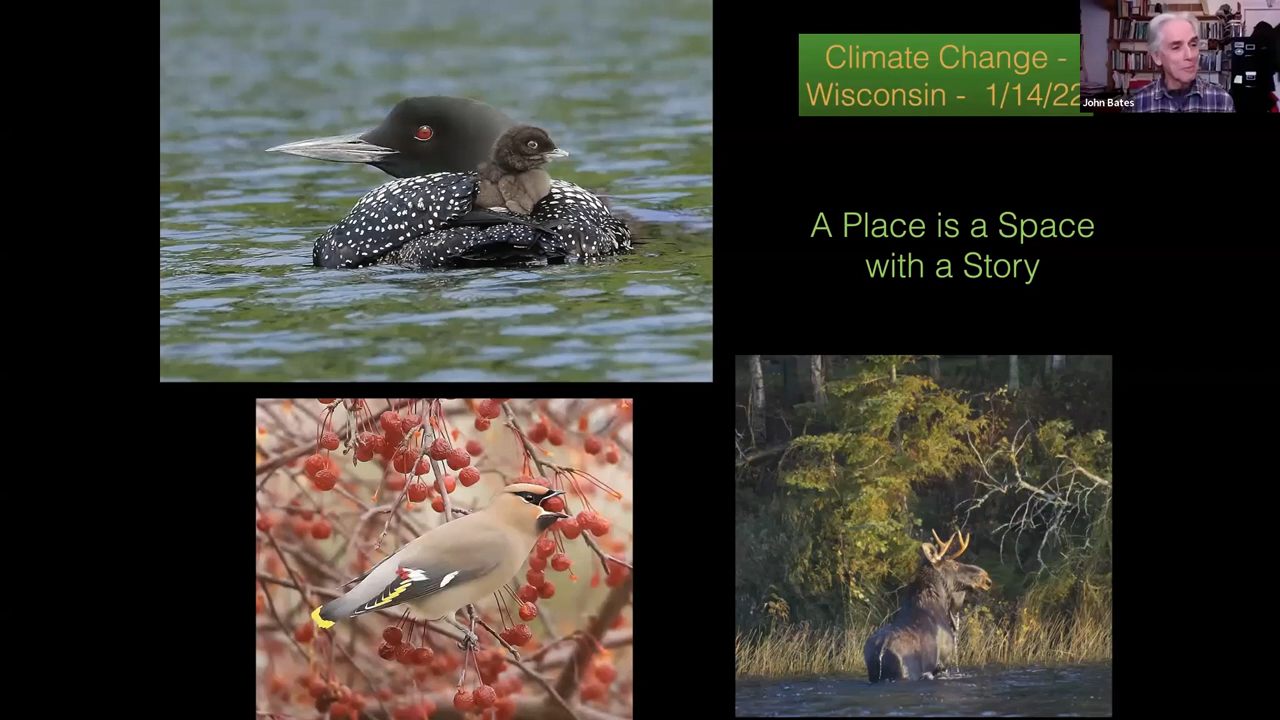 Climate Change -
Wisconsin - 1/14/22
John Bates
A Place is a Space
with a Story